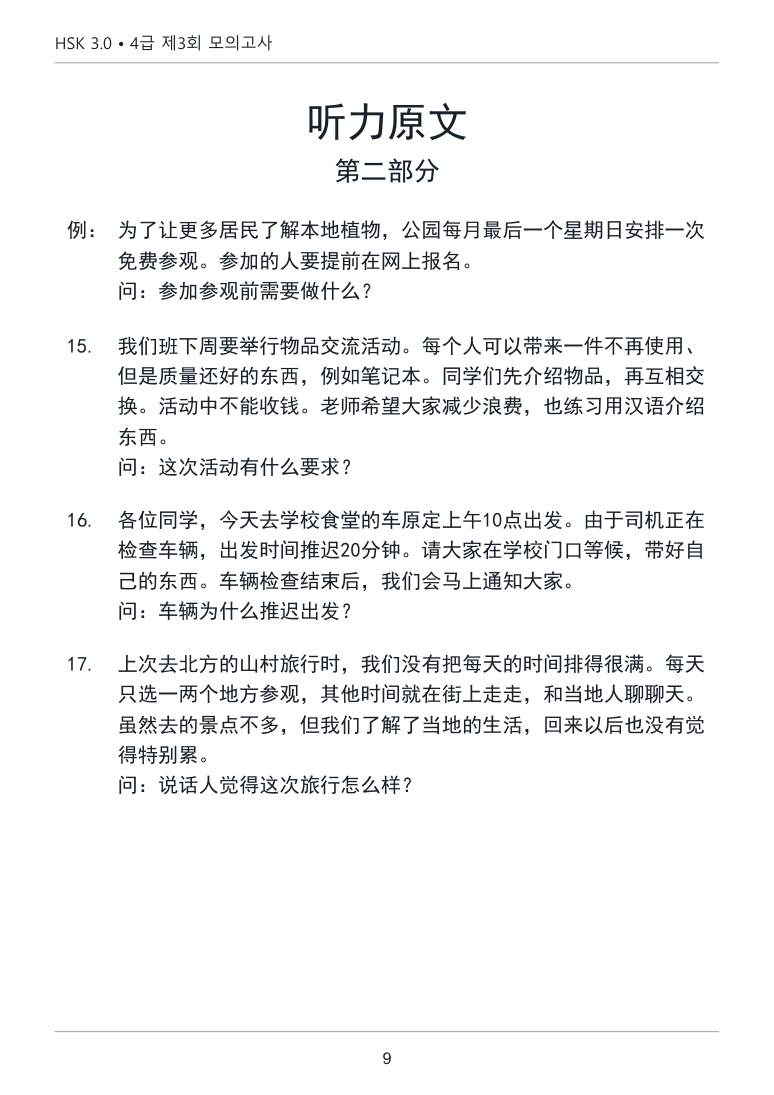 HSK 3.0 • 4급 제3회 모의고사
听力原文
第二部分
例： 为了让更多居民了解本地植物，公园每月最后一个星期日安排一次
免费参观。参加的人要提前在网上报名。
问：参加参观前需要做什么？
15. 我们班下周要举行物品交流活动。每个人可以带来一件不再使用、
但是质量还好的东西，例如笔记本。同学们先介绍物品，再互相交
换。活动中不能收钱。老师希望大家减少浪费，也练习用汉语介绍
东西。
问：这次活动有什么要求？
16. 各位同学，今天去学校食堂的车原定上午10点出发。由于司机正在
检查车辆，出发时间推迟20分钟。请大家在学校门口等候，带好自
己的东西。车辆检查结束后，我们会马上通知大家。
问：车辆为什么推迟出发？
17. 上次去北方的山村旅行时，我们没有把每天的时间排得很满。每天
只选一两个地方参观，其他时间就在街上走走，和当地人聊聊天。
虽然去的景点不多，但我们了解了当地的生活，回来以后也没有觉
得特别累。
问：说话人觉得这次旅行怎么样？
9